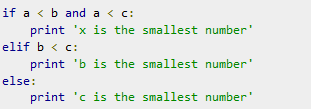 if a < b and a < c:
    print 'x is the smallest number'
elif b < c:
    print 'b is the smallest number'
else:
    print 'c is the smallest number'